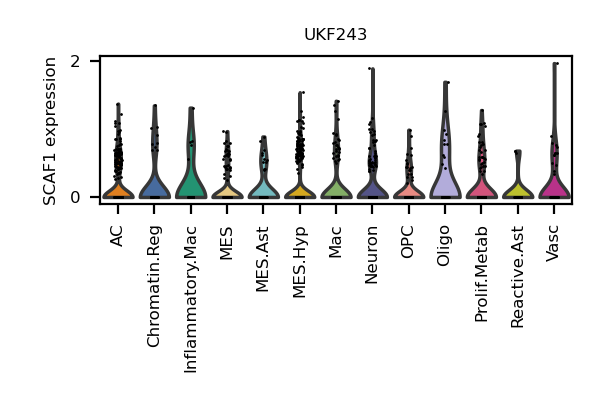 UKF243
SCAF1 expression
2
0
AC
Chromatin.Reg
Inflammatory.Mac
MES
MES.Ast
MES.Hyp
Mac
Neuron
OPC
Oligo
Prolif.Metab
Reactive.Ast
Vasc